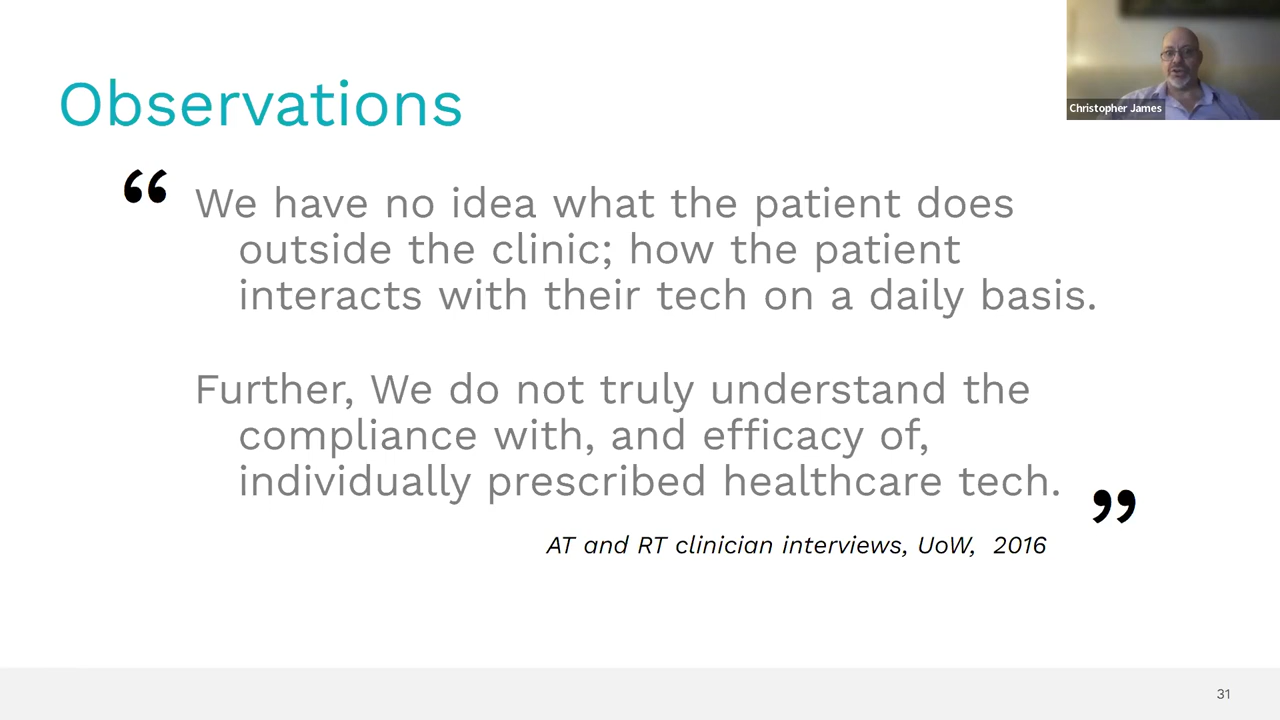 Observations
Christopher James
“ We have no idea what the patient does
outside the clinic; how the patient
interacts with their tech on a daily basis.
Further, We do not truly understand the
compliance with, and efficacy of,
individually prescribed healthcare tech. ”
AT and RT clinician interviews, UoW, 2016
31